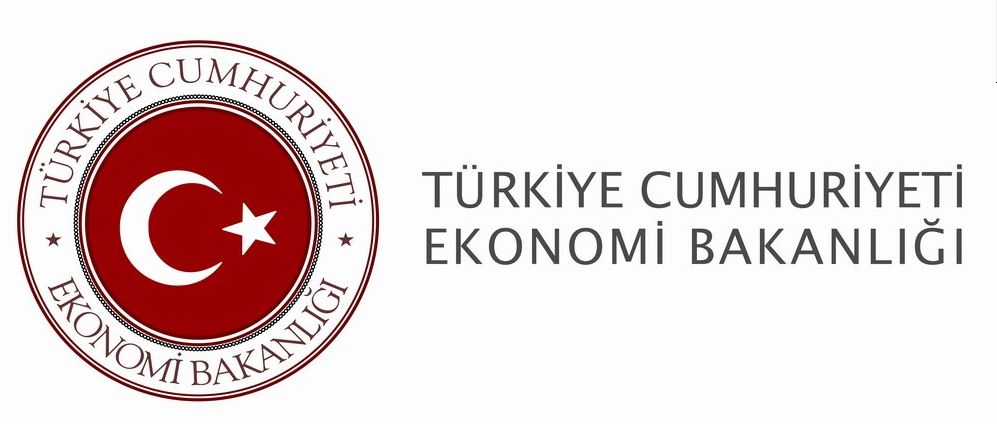 TÜRKİYE CUMHURİYETİ
EKONOMİ BAKANLIĞI
TÜRKİYE CUMHURİYETİ
EKONOMİ BAKANLIĞI